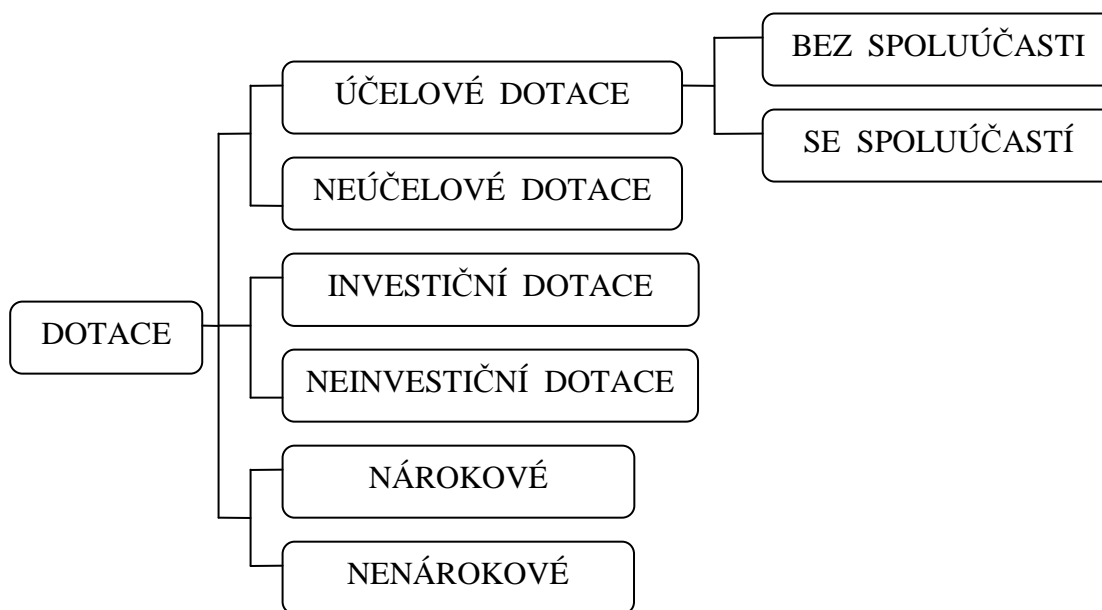 BEZ SPOLUÚČASTI
ÚČELOVÉ DOTACE
SE SPOLUÚČASTÍ
NEÚČELOVÉ DOTACE
INVESTIČNÍ DOTACE
DOTACE
NEINVESTIČNÍ DOTACE
NÁROKOVÉ
NENÁROKOVÉ